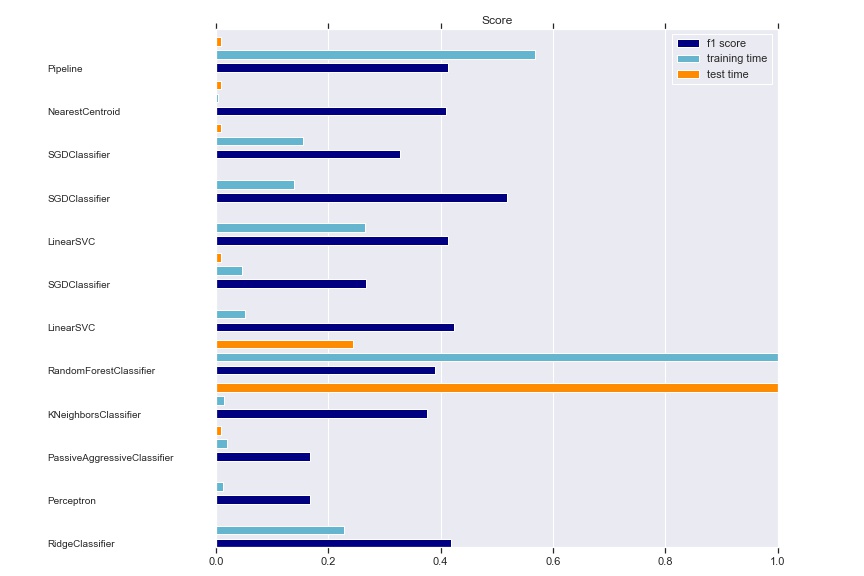 Score
f1 score
training time
test time
Pipeline
NearestCentroid
SGDClassifier
SGDClassifier
LinearSVC
SGDClassifier
LinearSVC
RandomForestClassifier
KNeighborsClassifier
PassiveAggressiveClassifier
Perceptron
RidgeClassifier
0.0 0.2 0.4 0.6 0.8 1.0